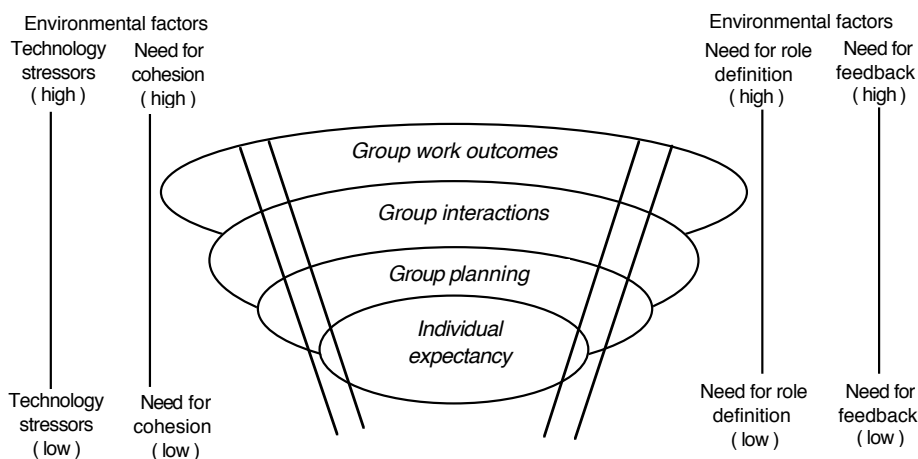 Environmental factors
Technology
stressors
( high )
Need for
cohesion
( high )
Environmental factors
Need for role
definition
( high )
Need for
feedback
( high )
Group work outcomes
Group interactions
Group planning
Individual
expectancy
Technology
stressors
( low )
Need for
cohesion
( low )
Need for role
definition
( low )
Need for
feedback
( low )